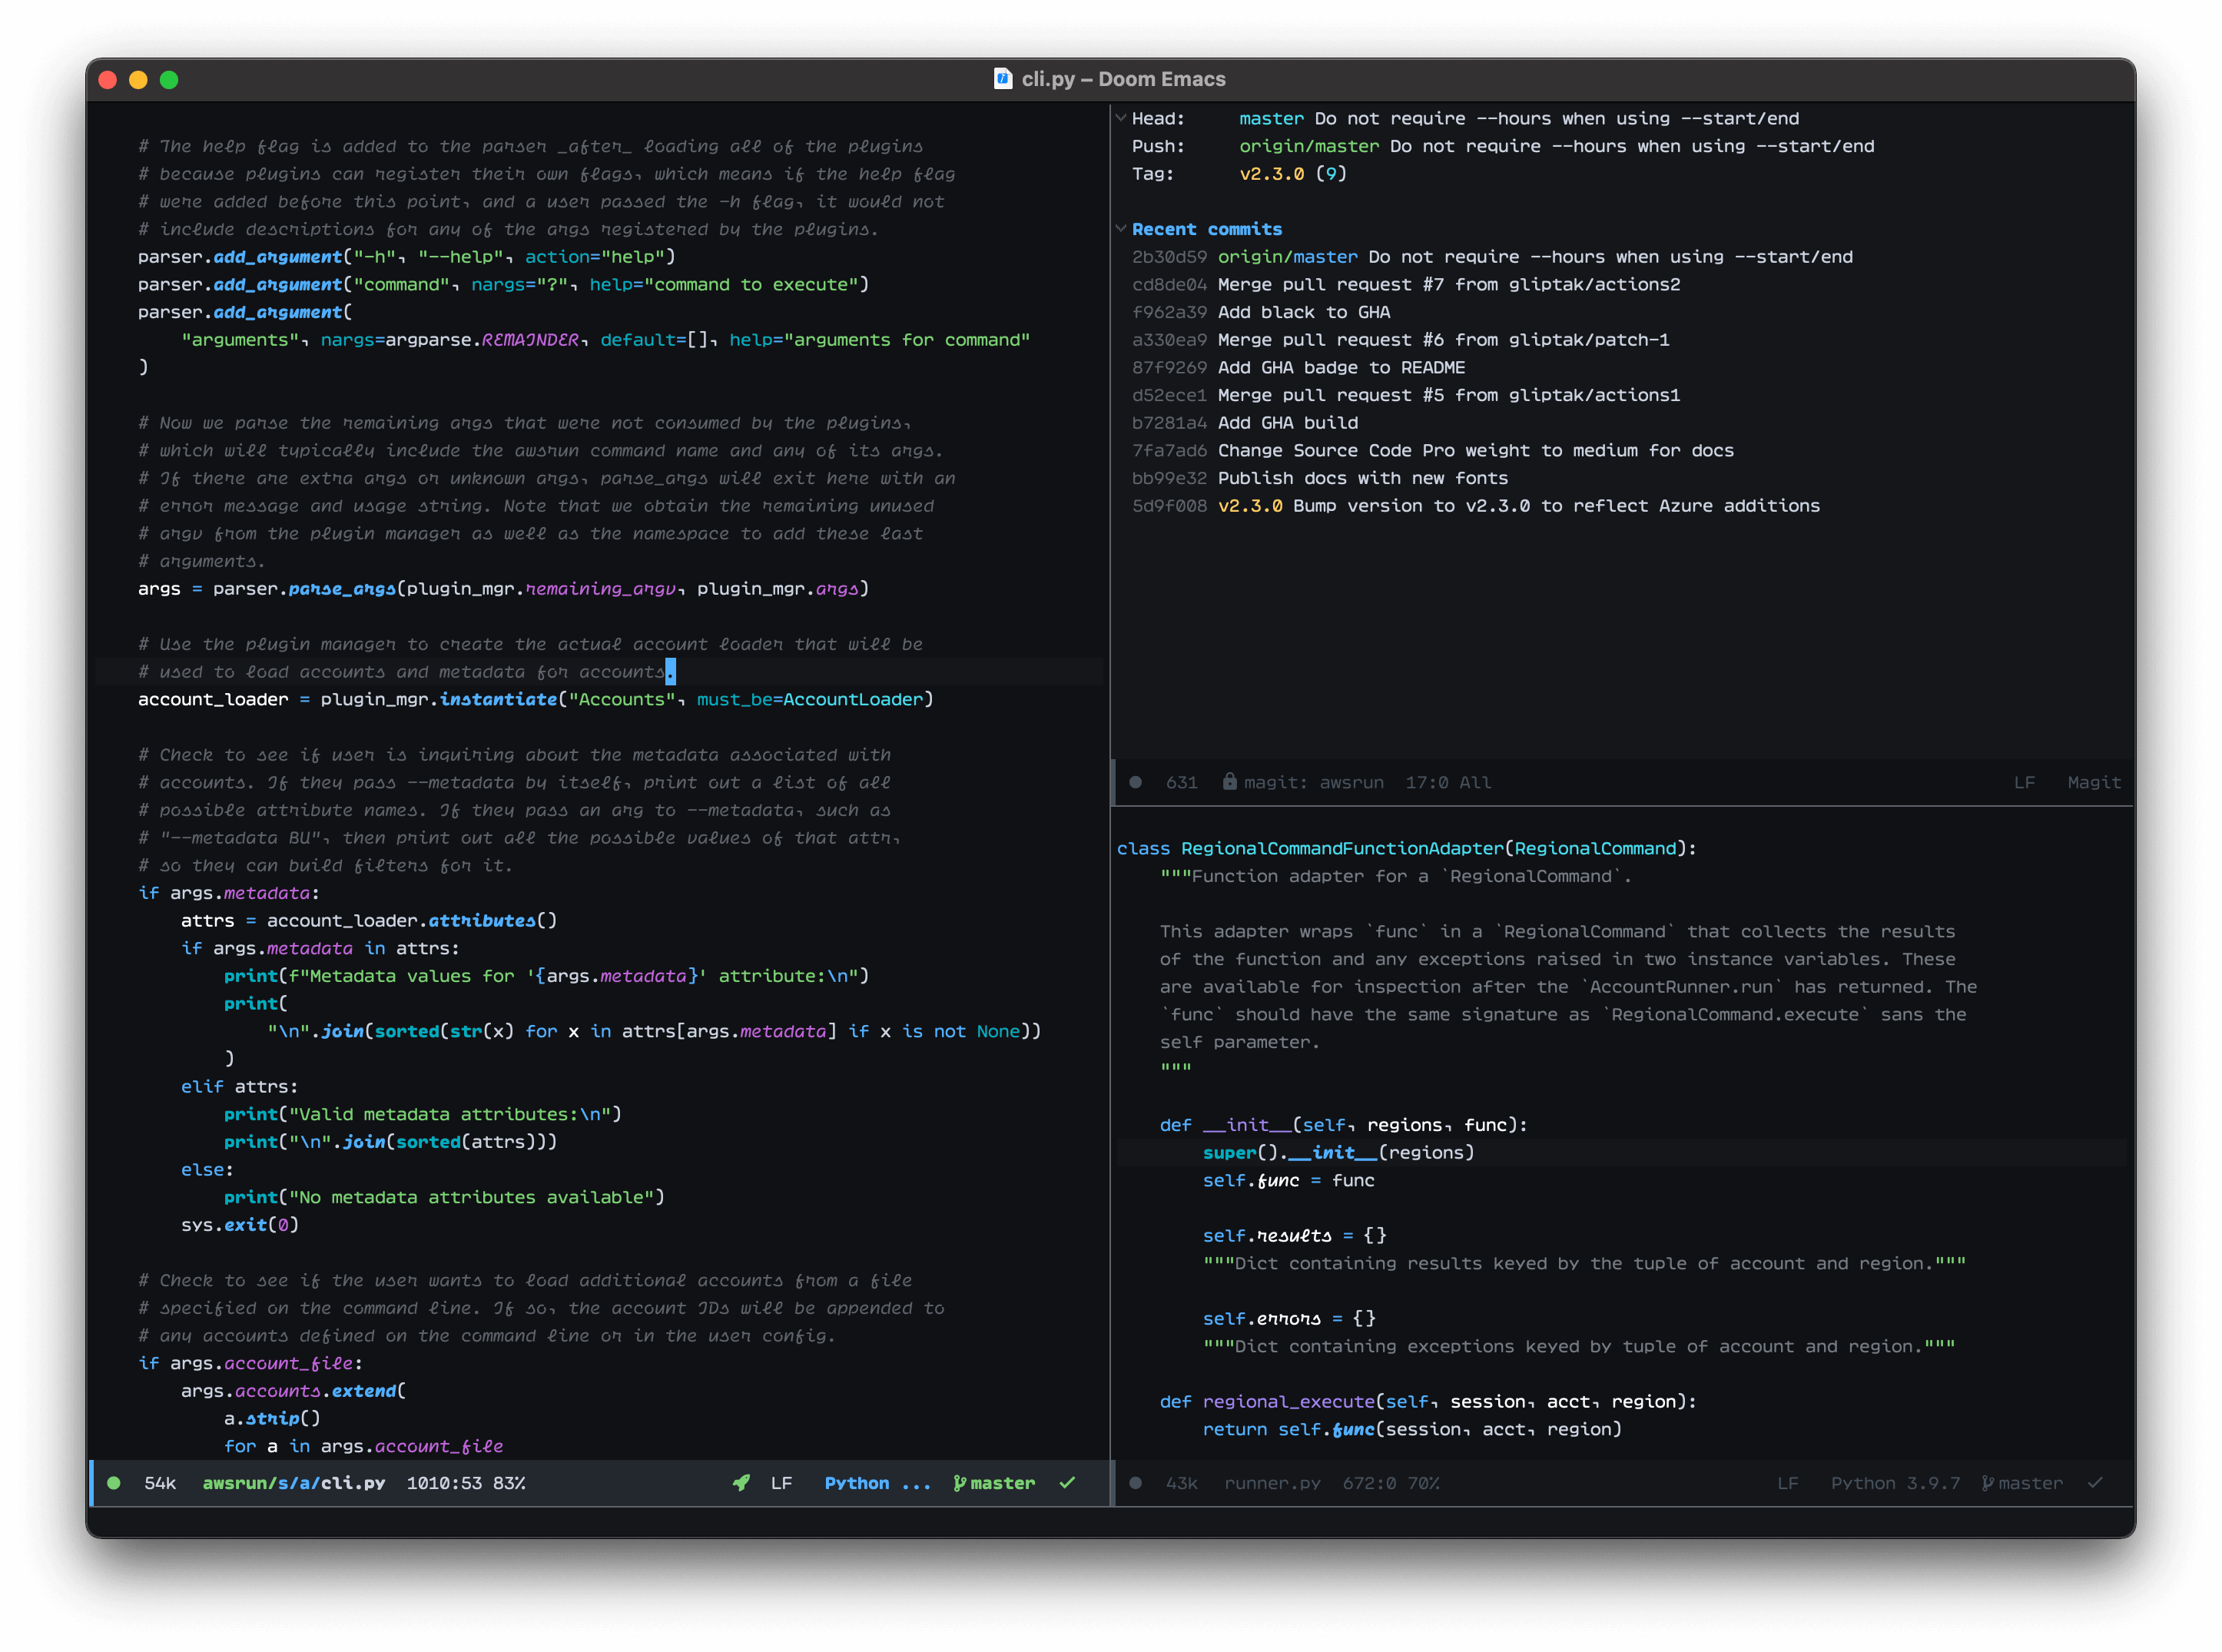 cli.py – Doom Emacs
# The help flag is added to the parser _after_ loading all of the plugins
# because plugins can register their own flags, which means if the help flag
# were added before this point, and a user passed the -h flag, it would not
# include descriptions for any of the args registered by the plugins.
parser.add_argument("-h", "--help", action="help")
parser.add_argument("command", nargs="?", help="command to execute")
parser.add_argument(
    "arguments", nargs=argparse.REMAINDER, default=[], help="arguments for command"
)
# Now we parse the remaining args that were not consumed by the plugins,
# which will typically include the awsrun command name and any of its args.
# If there are extra args or unknown args, parse_args will exit here with an
# error message and usage string. Note that we obtain the remaining unused
# argv from the plugin manager as well as the namespace to add these last
# arguments.
args = parser.parse_args(plugin_mgr.remaining_argv, plugin_mgr.args)
# Use the plugin manager to create the actual account loader that will be
# used to load accounts and metadata for accounts.
account_loader = plugin_mgr.instantiate("Accounts", must_be=AccountLoader)
# Check to see if user is inquiring about the metadata associated with
# accounts. If they pass --metadata by itself, print out a list of all
# possible attribute names. If they pass an arg to --metadata, such as
# "--metadata BU", then print out all the possible values of that attr,
# so they can build filters for it.
if args.metadata:
    attrs = account_loader.attributes()
    if args.metadata in attrs:
        print(f"Metadata values for '{args.metadata}' attribute:\n")
        print(
            "\n".join(sorted(str(x) for x in attrs[args.metadata] if x is not None))
        )
    elif attrs:
        print("Valid metadata attributes:\n")
        print("\n".join(sorted(attrs)))
    else:
        print("No metadata attributes available")
    sys.exit(0)
# Check to see if the user wants to load additional accounts from a file
# specified on the command line. If so, the account IDs will be appended to
# any accounts defined on the command line or in the user config.
if args.account_file:
    args.accounts.extend(
        a.strip()
        for a in args.account_file
54k awsrun/s/a/cli.py 1010:53 83% LF Python ... master
Head: master Do not require --hours when using --start/end
Push: origin/master Do not require --hours when using --start/end
Tag: v2.3.0 (9)
Recent commits
2b30d59 origin/master Do not require --hours when using --start/end
cd8de04 Merge pull request #7 from gliptak/actions2
f962a39 Add black to GHA
a330ea9 Merge pull request #6 from gliptak/patch-1
87f9269 Add GHA badge to README
d52ece1 Merge pull request #5 from gliptak/actions1
b7281a4 Add GHA build
7fa7ad6 Change Source Code Pro weight to medium for docs
bb99e32 Publish docs with new fonts
5d9f008 v2.3.0 Bump version to v2.3.0 to reflect Azure additions
631 magit: awsrun 17:0 All LF Magit
class RegionalCommandFunctionAdapter(RegionalCommand):
    """Function adapter for a `RegionalCommand`.
    This adapter wraps `func` in a `RegionalCommand` that collects the results
    of the function and any exceptions raised in two instance variables. These
    are available for inspection after the `AccountRunner.run` has returned. The
    `func` should have the same signature as `RegionalCommand.execute` sans the
    self parameter.
    """
    def __init__(self, regions, func):
        super().__init__(regions)
        self.func = func
        self.results = {}
        """Dict containing results keyed by the tuple of account and region."""
        self.errors = {}
        """Dict containing exceptions keyed by tuple of account and region."""
    def regional_execute(self, session, acct, region):
        return self.func(session, acct, region)
43k runner.py 672:0 70% LF Python 3.9.7 master